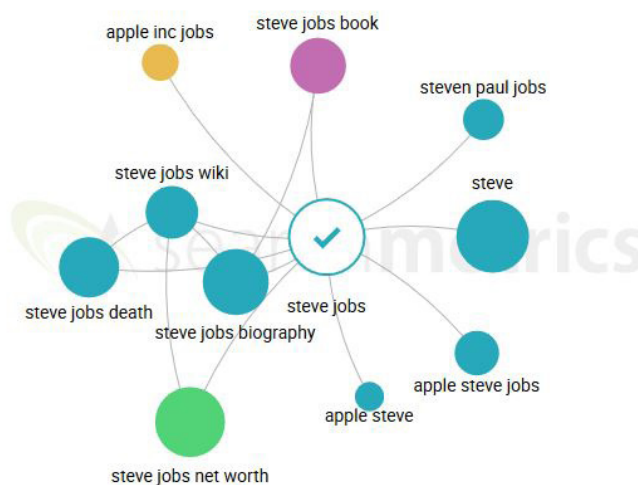 steve jobs book
apple inc jobs
steven paul jobs
steve jobs wiki
steve
searchmetrics
steve jobs death
steve jobs biography
steve jobs
apple steve jobs
apple steve
steve jobs net worth